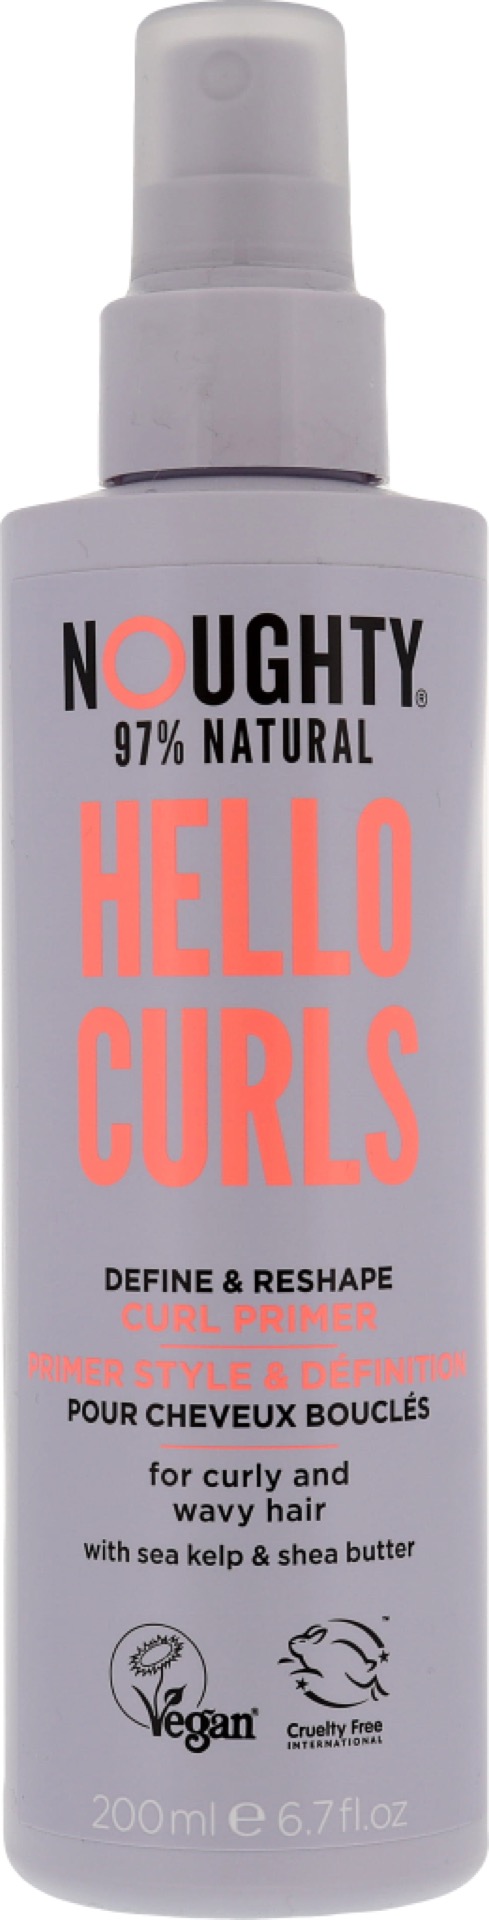 NOUGHTY®
97% NATURAL
HELLO
CURLS
DEFINE & RESHAPE
CURL PRIMER
PRIMER STYLE & DÉFINITION
POUR CHEVEUX BOUCLÉS
for curly and
wavy hair
with sea kelp & shea butter
Vegan®
™
Cruelty Free
INTERNATIONAL
200ml e 6.7fl.oz